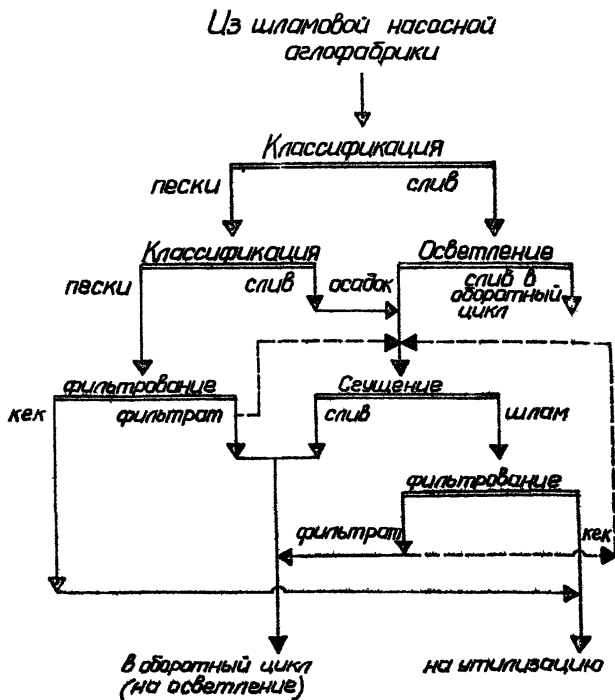 Из шламовой насосной
аглофабрики
Классификация
пески
слив
Классификация
Осветление
пески
слив
осадок
слив в
оборотный
цикл
фильтрование
Сгущение
кек
фильтрат
слив
шлам
фильтрование
фильтрат
кек
в оборотный цикл
(на осветление)
на утилизацию